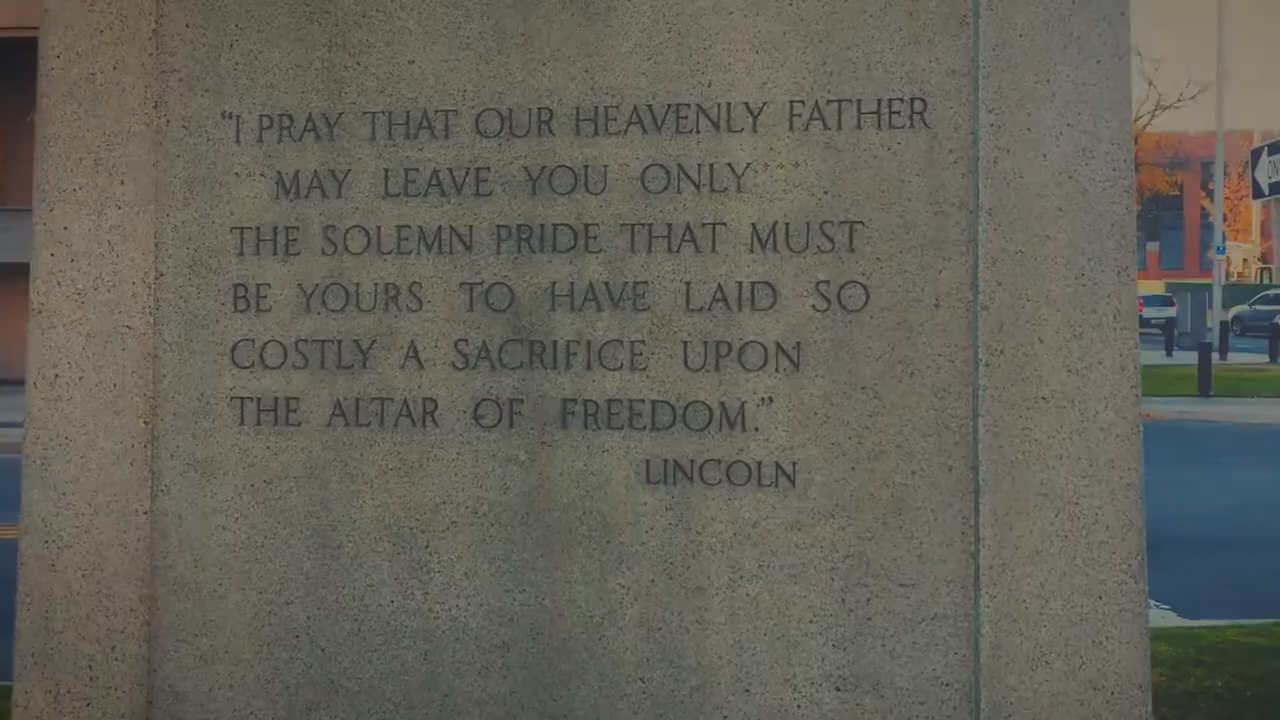 “I PRAY THAT OUR HEAVENLY FATHER
MAY LEAVE YOU ONLY
THE SOLEMN PRIDE THAT MUST
BE YOURS TO HAVE LAID SO
COSTLY A SACRIFICE UPON
THE ALTAR OF FREEDOM.”
LINCOLN